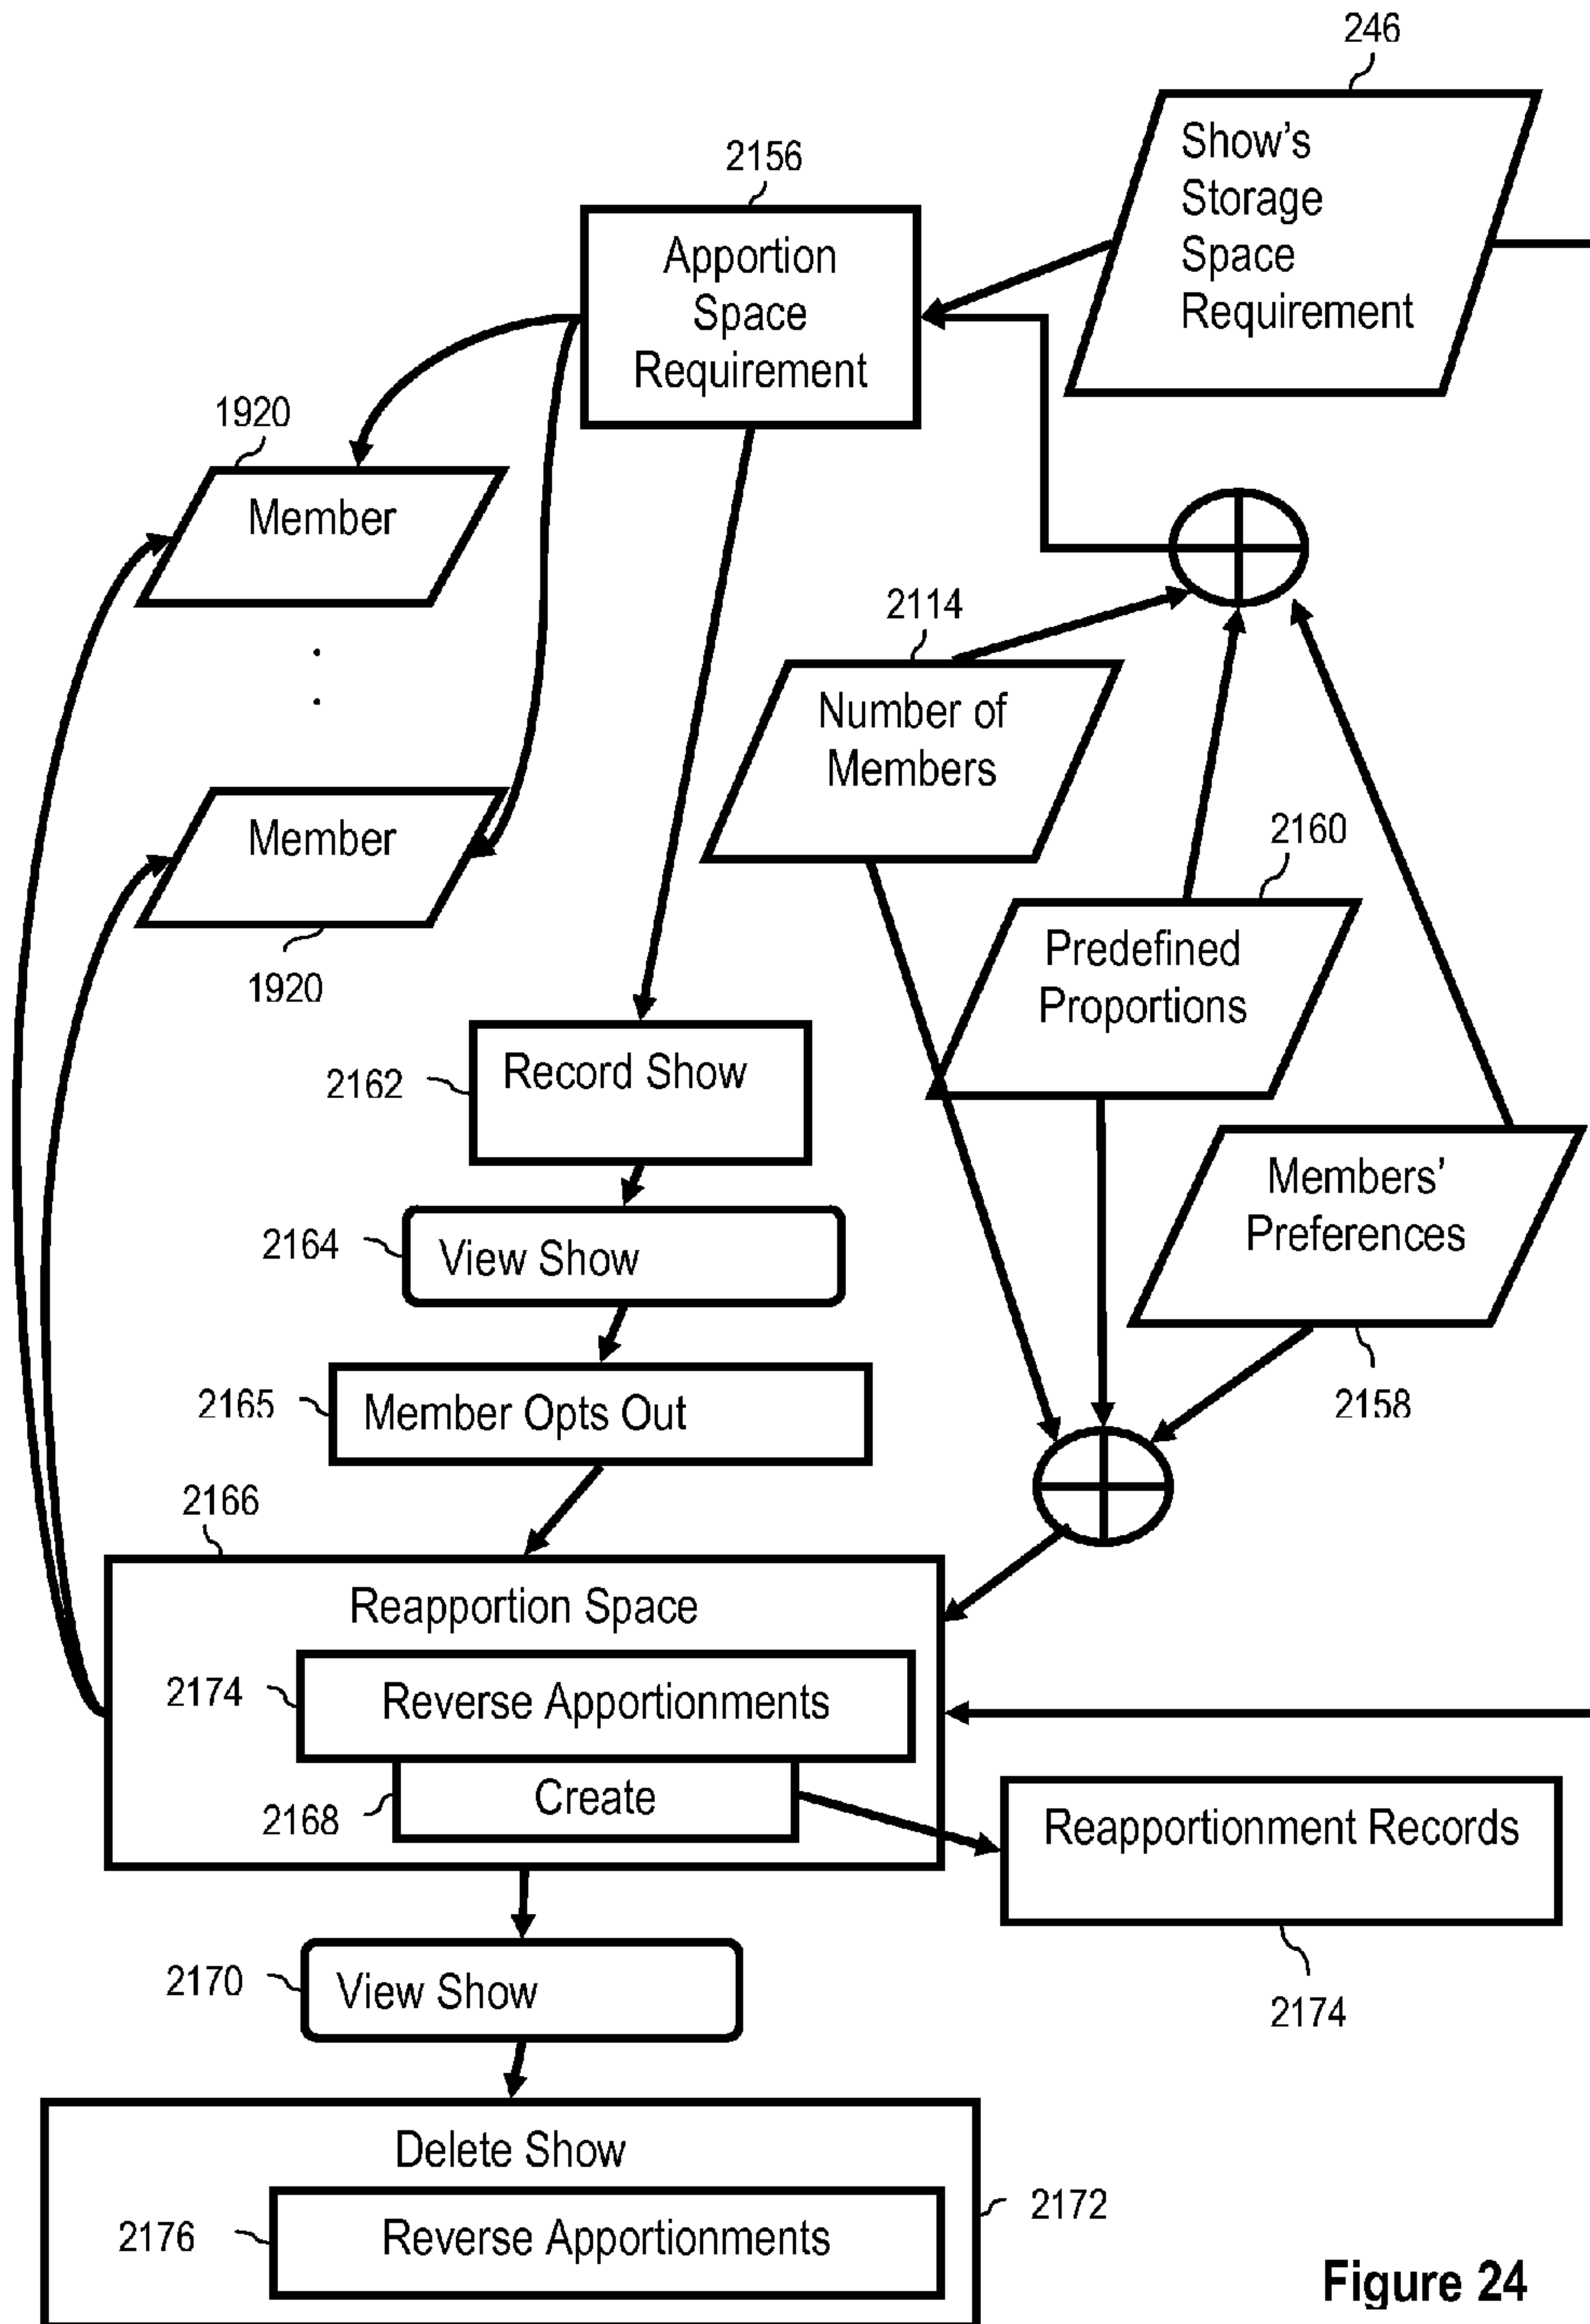 246
Show's
Storage
Space
Requirement
2156
Apportion
Space
Requirement
1920
Member
.
.
Member
1920
2114
Number of
Members
2160
Predefined
Proportions
Members'
Preferences
2158
2162
Record Show
2164
View Show
2165
Member Opts Out
2166
Reapportion Space
2174
Reverse Apportionments
2168
Create
Reapportionment Records
2174
2170
View Show
Delete Show
2172
2176
Reverse Apportionments
Figure 24